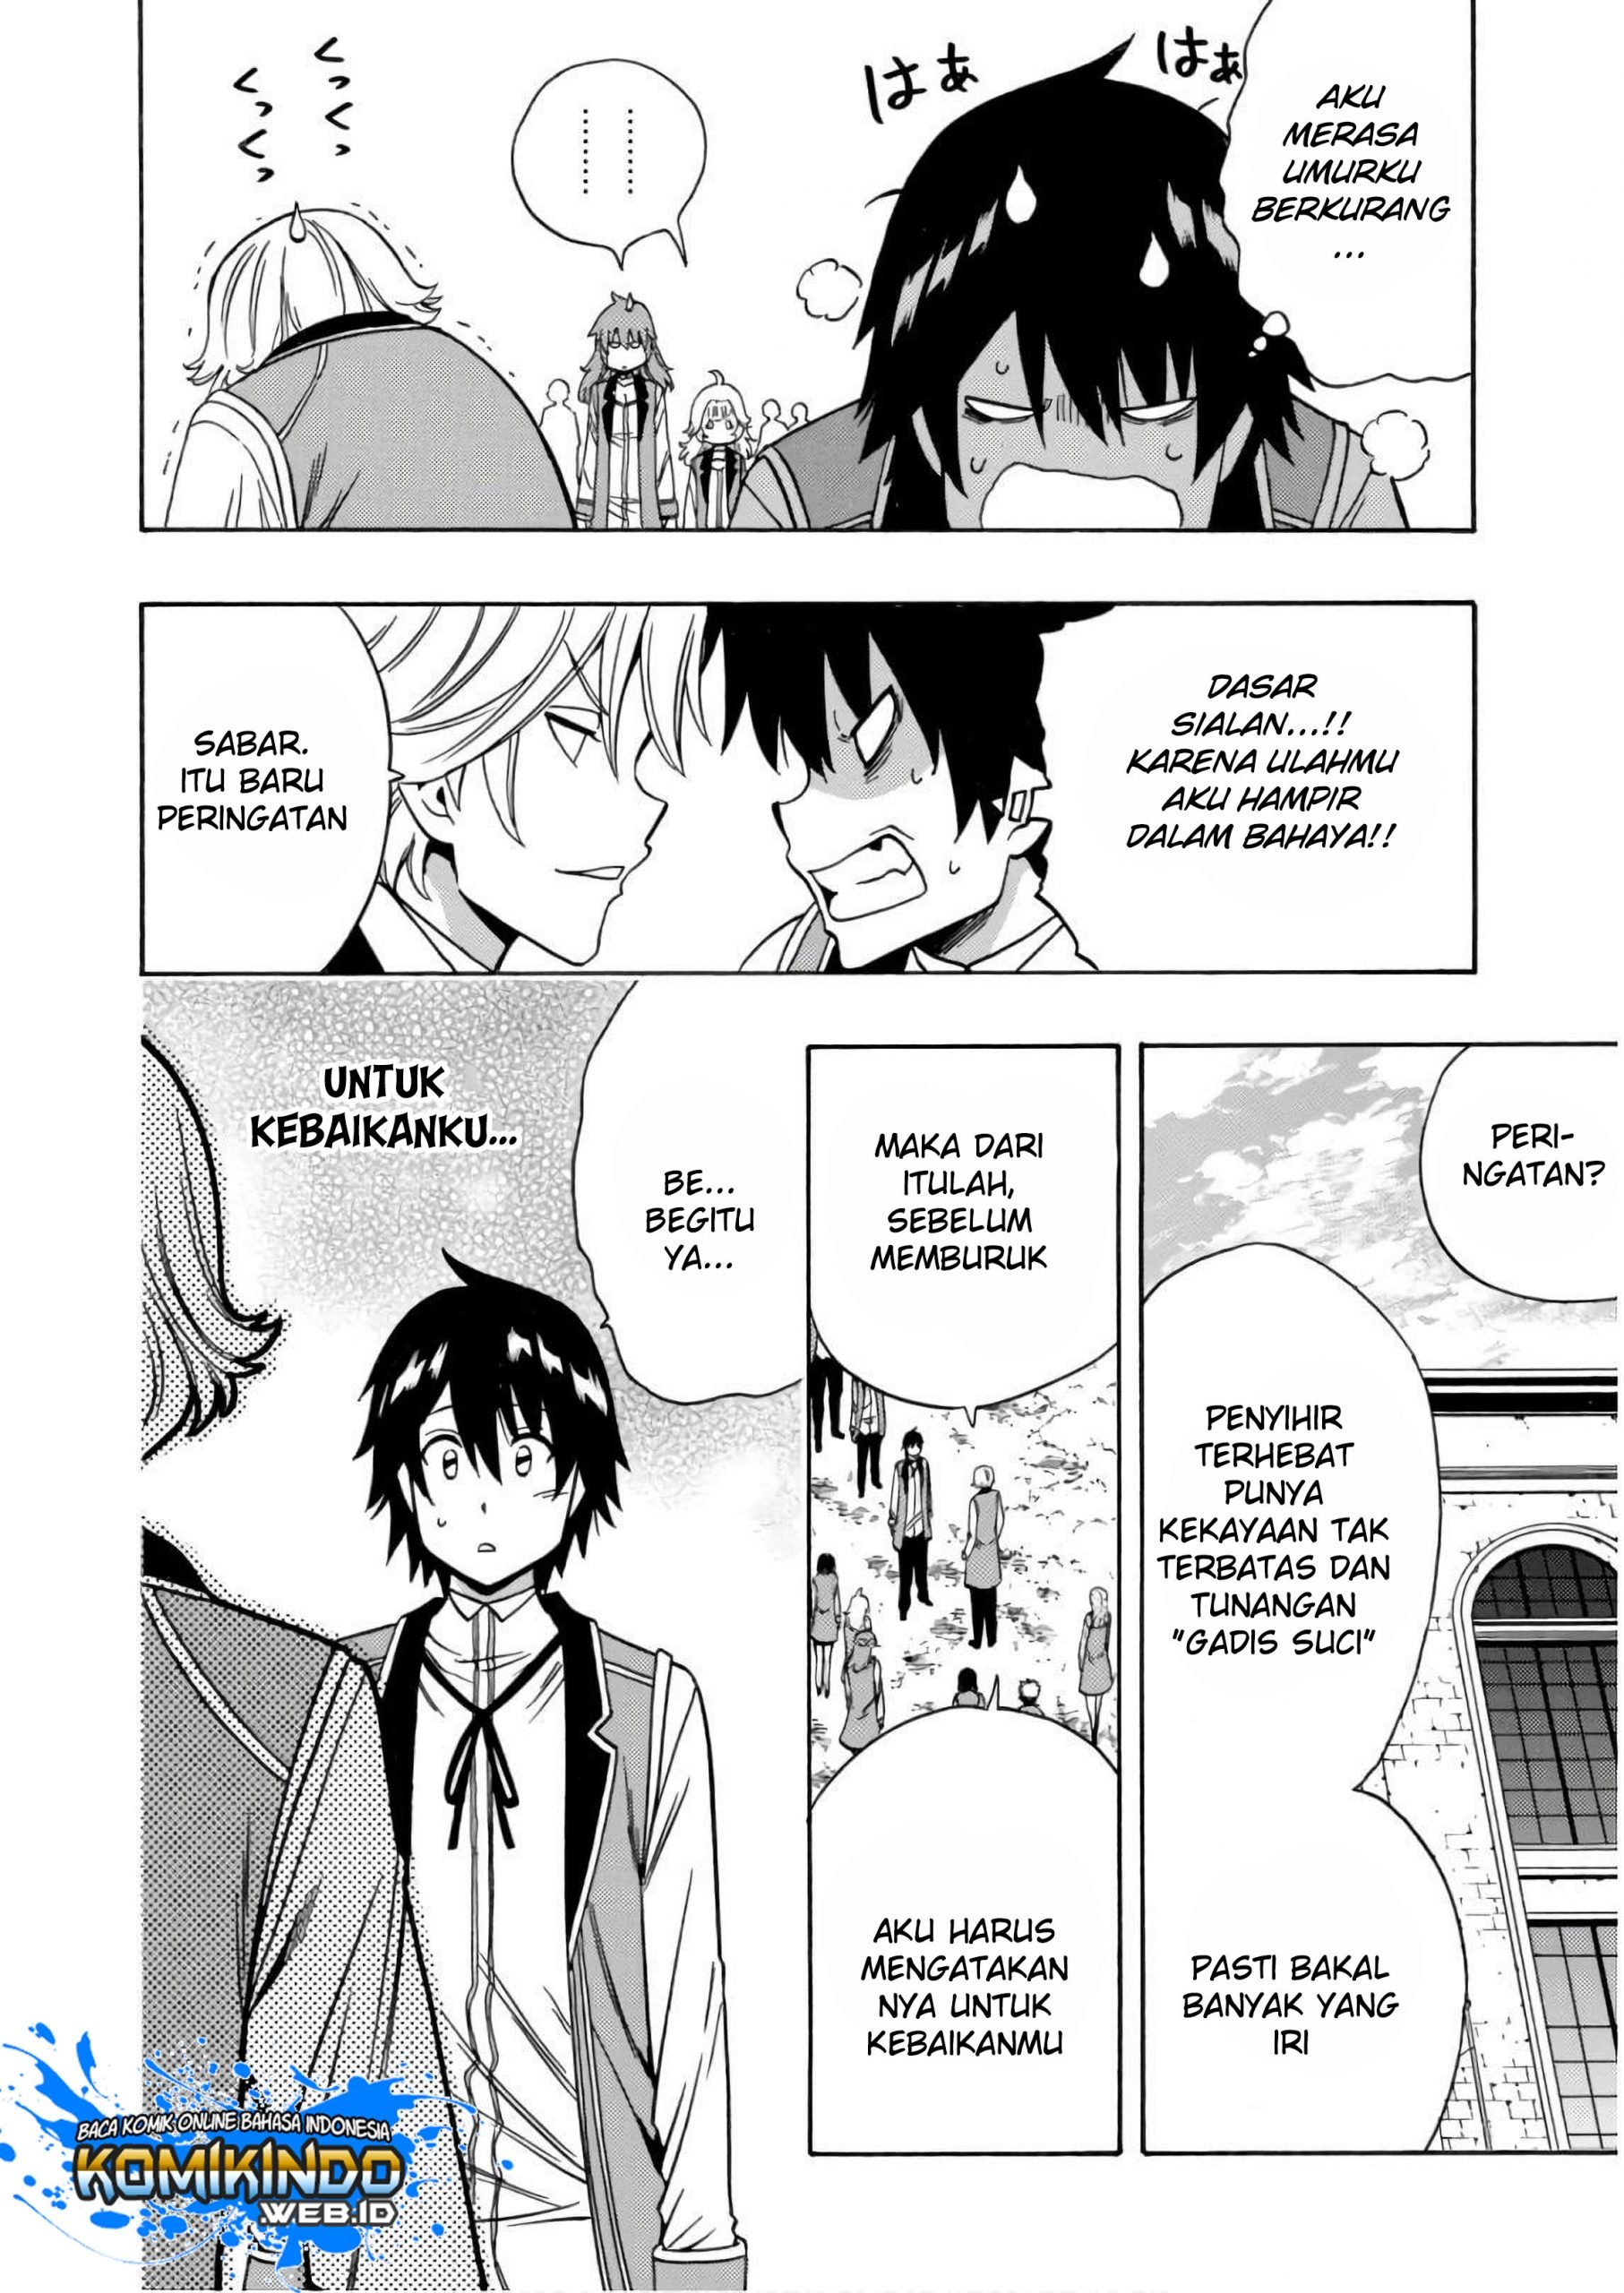 AKU
MERASA
UMURKU
BERKURANG
...
はぁ
はぁ
..........
..........
くっくっ
くっくっ
DASAR
SIALAN...!!
KARENA ULAHMU
AKU HAMPIR
DALAM BAHAYA!!
SABAR.
ITU BARU
PERINGATAN
PERI-
NGATAN?
PENYIHIR
TERHEBAT
PUNYA
KEKAYAAN TAK
TERBATAS DAN
TUNANGAN
"GADIS SUCI"
PASTI BAKAL
BANYAK YANG
IRI
MAKA DARI
ITULAH,
SEBELUM
MEMBURUK
AKU HARUS
MENGATAKAN
NYA UNTUK
KEBAIKANMU
BE...
BEGITU
YA...
UNTUK
KEBAIKANKU...
BACA KOMIK ONLINE BAHASA INDONESIA
KOMIKINDO
.WEB.ID